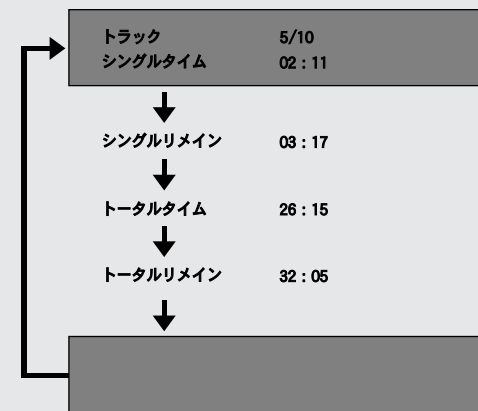 トラック 5/10
シングルタイム 02：11
シングルリメイン 03：17
トータルタイム 26：15
トータルリメイン 32：05